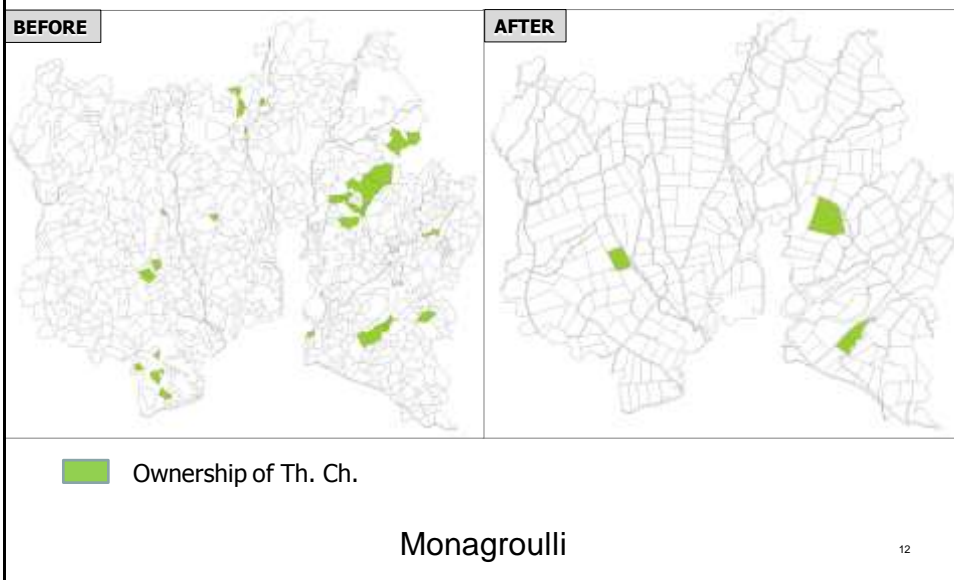 BEFORE
AFTER
Ownership of Th. Ch.
Monagroulli
12